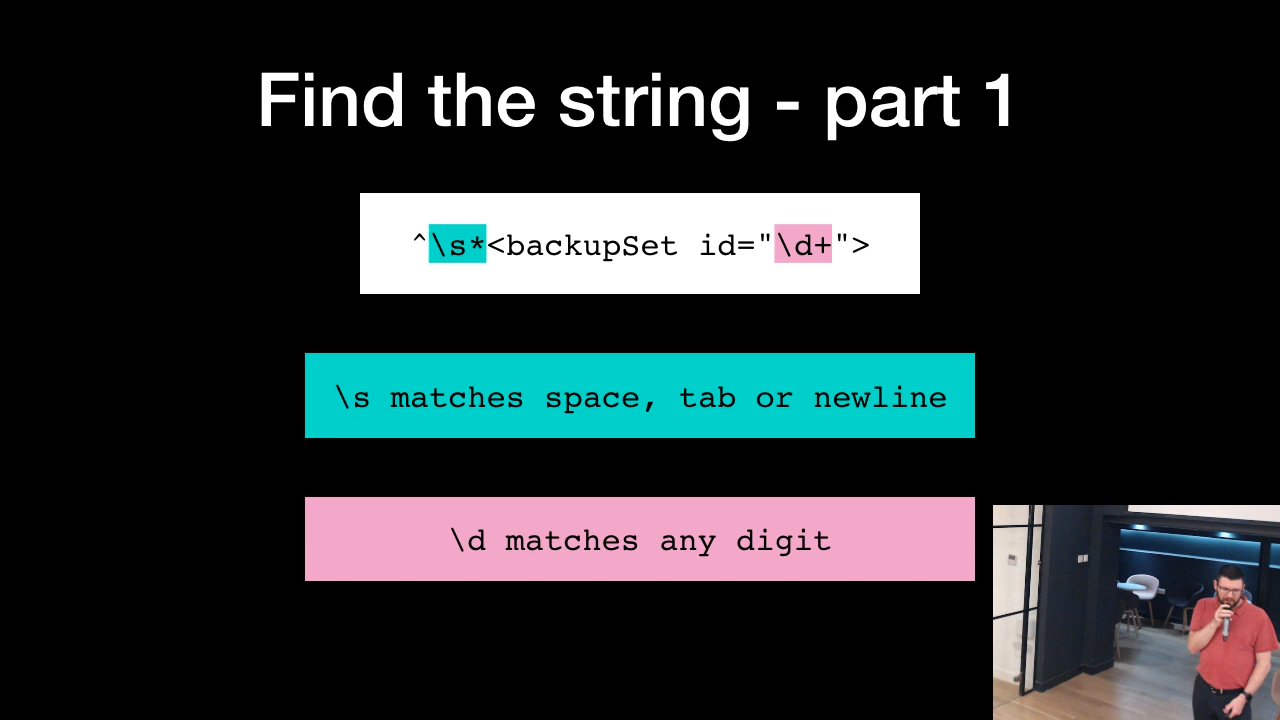 Find the string - part 1
^\s*<backupSet id="\d+">
\s matches space, tab or newline
\d matches any digit